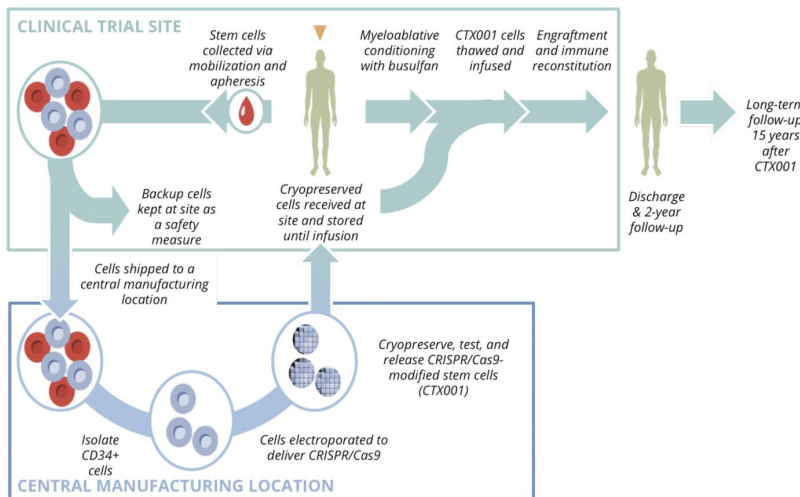 CLINICAL TRIAL SITE
Stem cells
collected via
mobilization and
apheresis
Myeloablative
conditioning
with busulfan
CTX001 cells
thawed and
infused
Engraftment
and immune
reconstitution
Long-term
follow-up
15 years
after
CTX001
Backup cells
kept at site as
a safety
measure
Cryopreserved
cells received at
site and stored
until infusion
Discharge
& 2-year
follow-up
Cells shipped to a
central manufacturing
location
Cryopreserve, test, and
release CRISPR/Cas9-
modified stem cells
(CTX001)
Isolate
CD34+
cells
Cells electroporated to
deliver CRISPR/Cas9
CENTRAL MANUFACTURING LOCATION